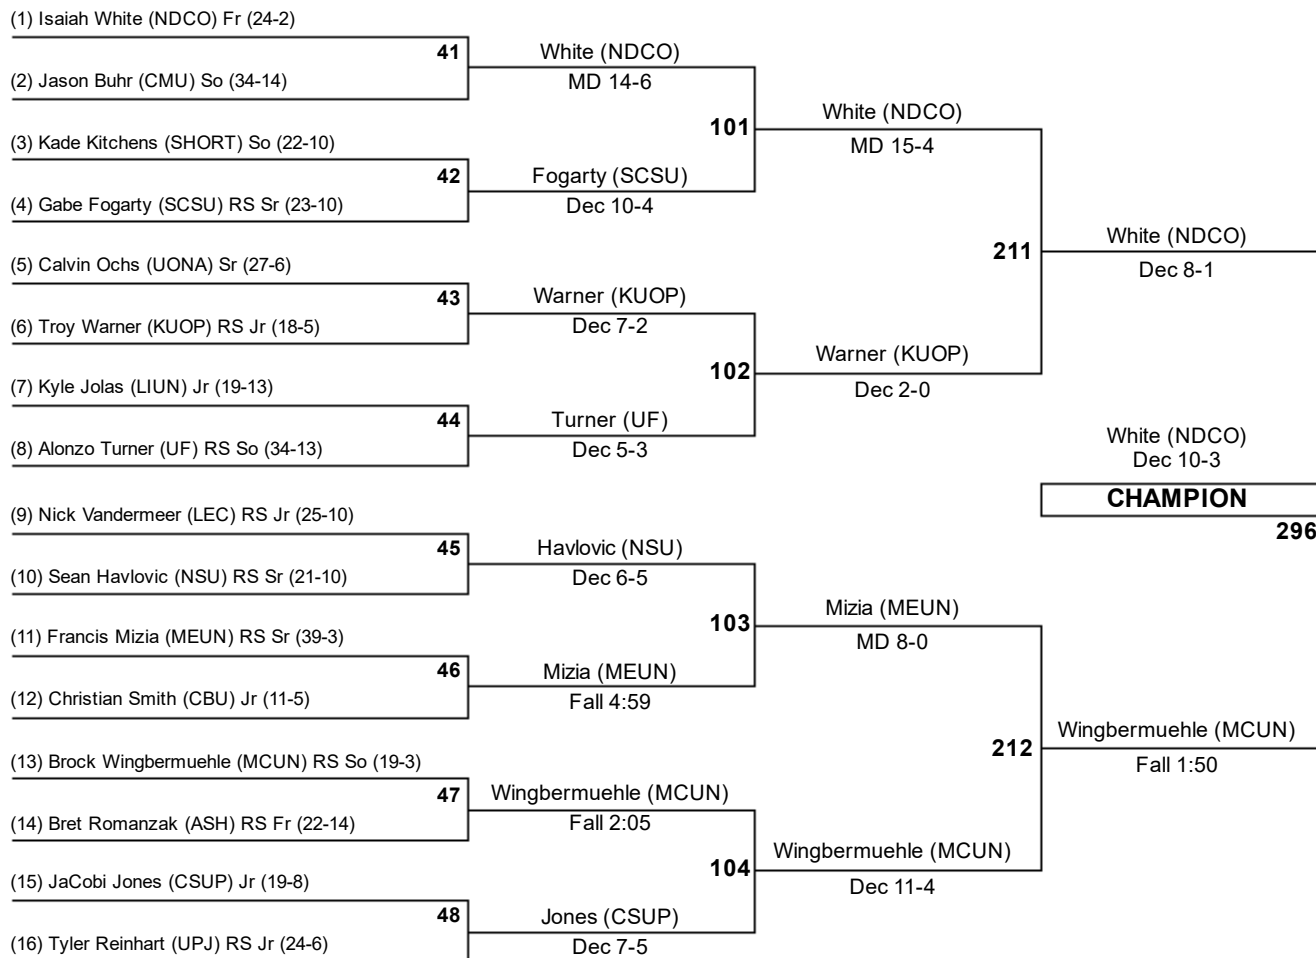 (1) Isaiah White (NDCO) Fr (24-2)
41
(2) Jason Buhr (CMU) So (34-14)
(3) Kade Kitchens (SHORT) So (22-10)
42
(4) Gabe Fogarty (SCSU) RS Sr (23-10)
(5) Calvin Ochs (UONA) Sr (27-6)
43
(6) Troy Warner (KUOP) RS Jr (18-5)
(7) Kyle Jolas (LIUN) Jr (19-13)
44
(8) Alonzo Turner (UF) RS So (34-13)
(9) Nick Vandermeer (LEC) RS Jr (25-10)
45
(10) Sean Havlovic (NSU) RS Sr (21-10)
(11) Francis Mizia (MEUN) RS Sr (39-3)
46
(12) Christian Smith (CBU) Jr (11-5)
(13) Brock Wingbermuehle (MCUN) RS So (19-3)
47
(14) Bret Romanzak (ASH) RS Fr (22-14)
(15) JaCobi Jones (CSUP) Jr (19-8)
48
(16) Tyler Reinhart (UPJ) RS Jr (24-6)
White (NDCO)
MD 14-6
101
Fogarty (SCSU)
Dec 10-4
Warner (KUOP)
Dec 7-2
102
Turner (UF)
Dec 5-3
Havlovic (NSU)
Dec 6-5
103
Mizia (MEUN)
Fall 4:59
Wingbermuehle (MCUN)
Fall 2:05
104
Jones (CSUP)
Dec 7-5
White (NDCO)
MD 15-4
211
Warner (KUOP)
Dec 2-0
Mizia (MEUN)
MD 8-0
212
Wingbermuehle (MCUN)
Dec 11-4
White (NDCO)
Dec 8-1
White (NDCO)
Dec 10-3
CHAMPION
296
Wingbermuehle (MCUN)
Fall 1:50